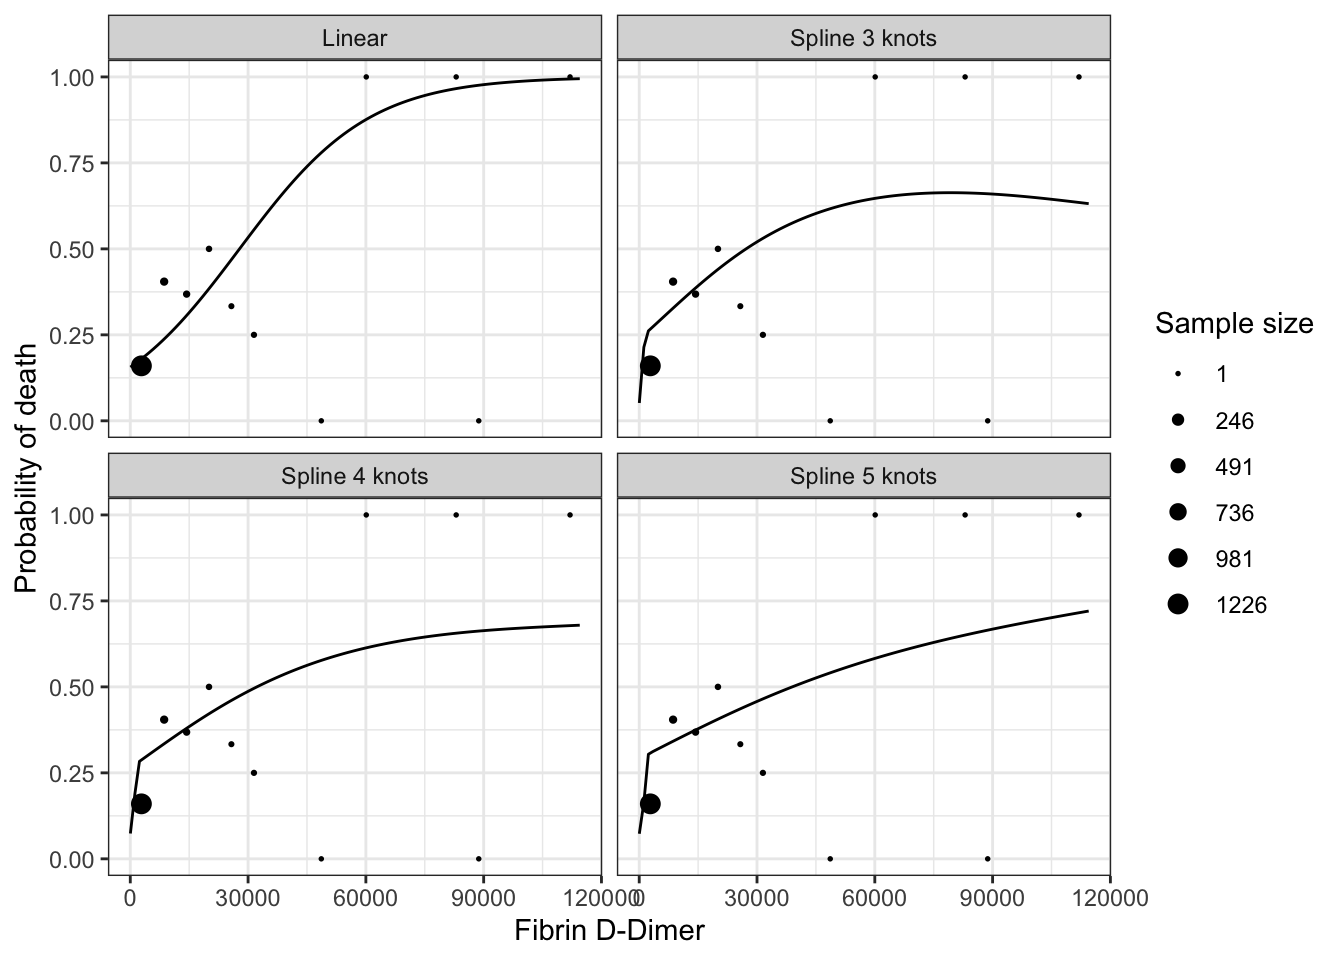 Linear
Spline 3 knots
1.00
0.75
0.50
0.25
0.00
Spline 4 knots
Spline 5 knots
1.00
0.75
0.50
0.25
0.00
0 30000 60000 90000 120000
0 30000 60000 90000 120000
Fibrin D-Dimer
Probability of death
Sample size
1
246
491
736
981
1226